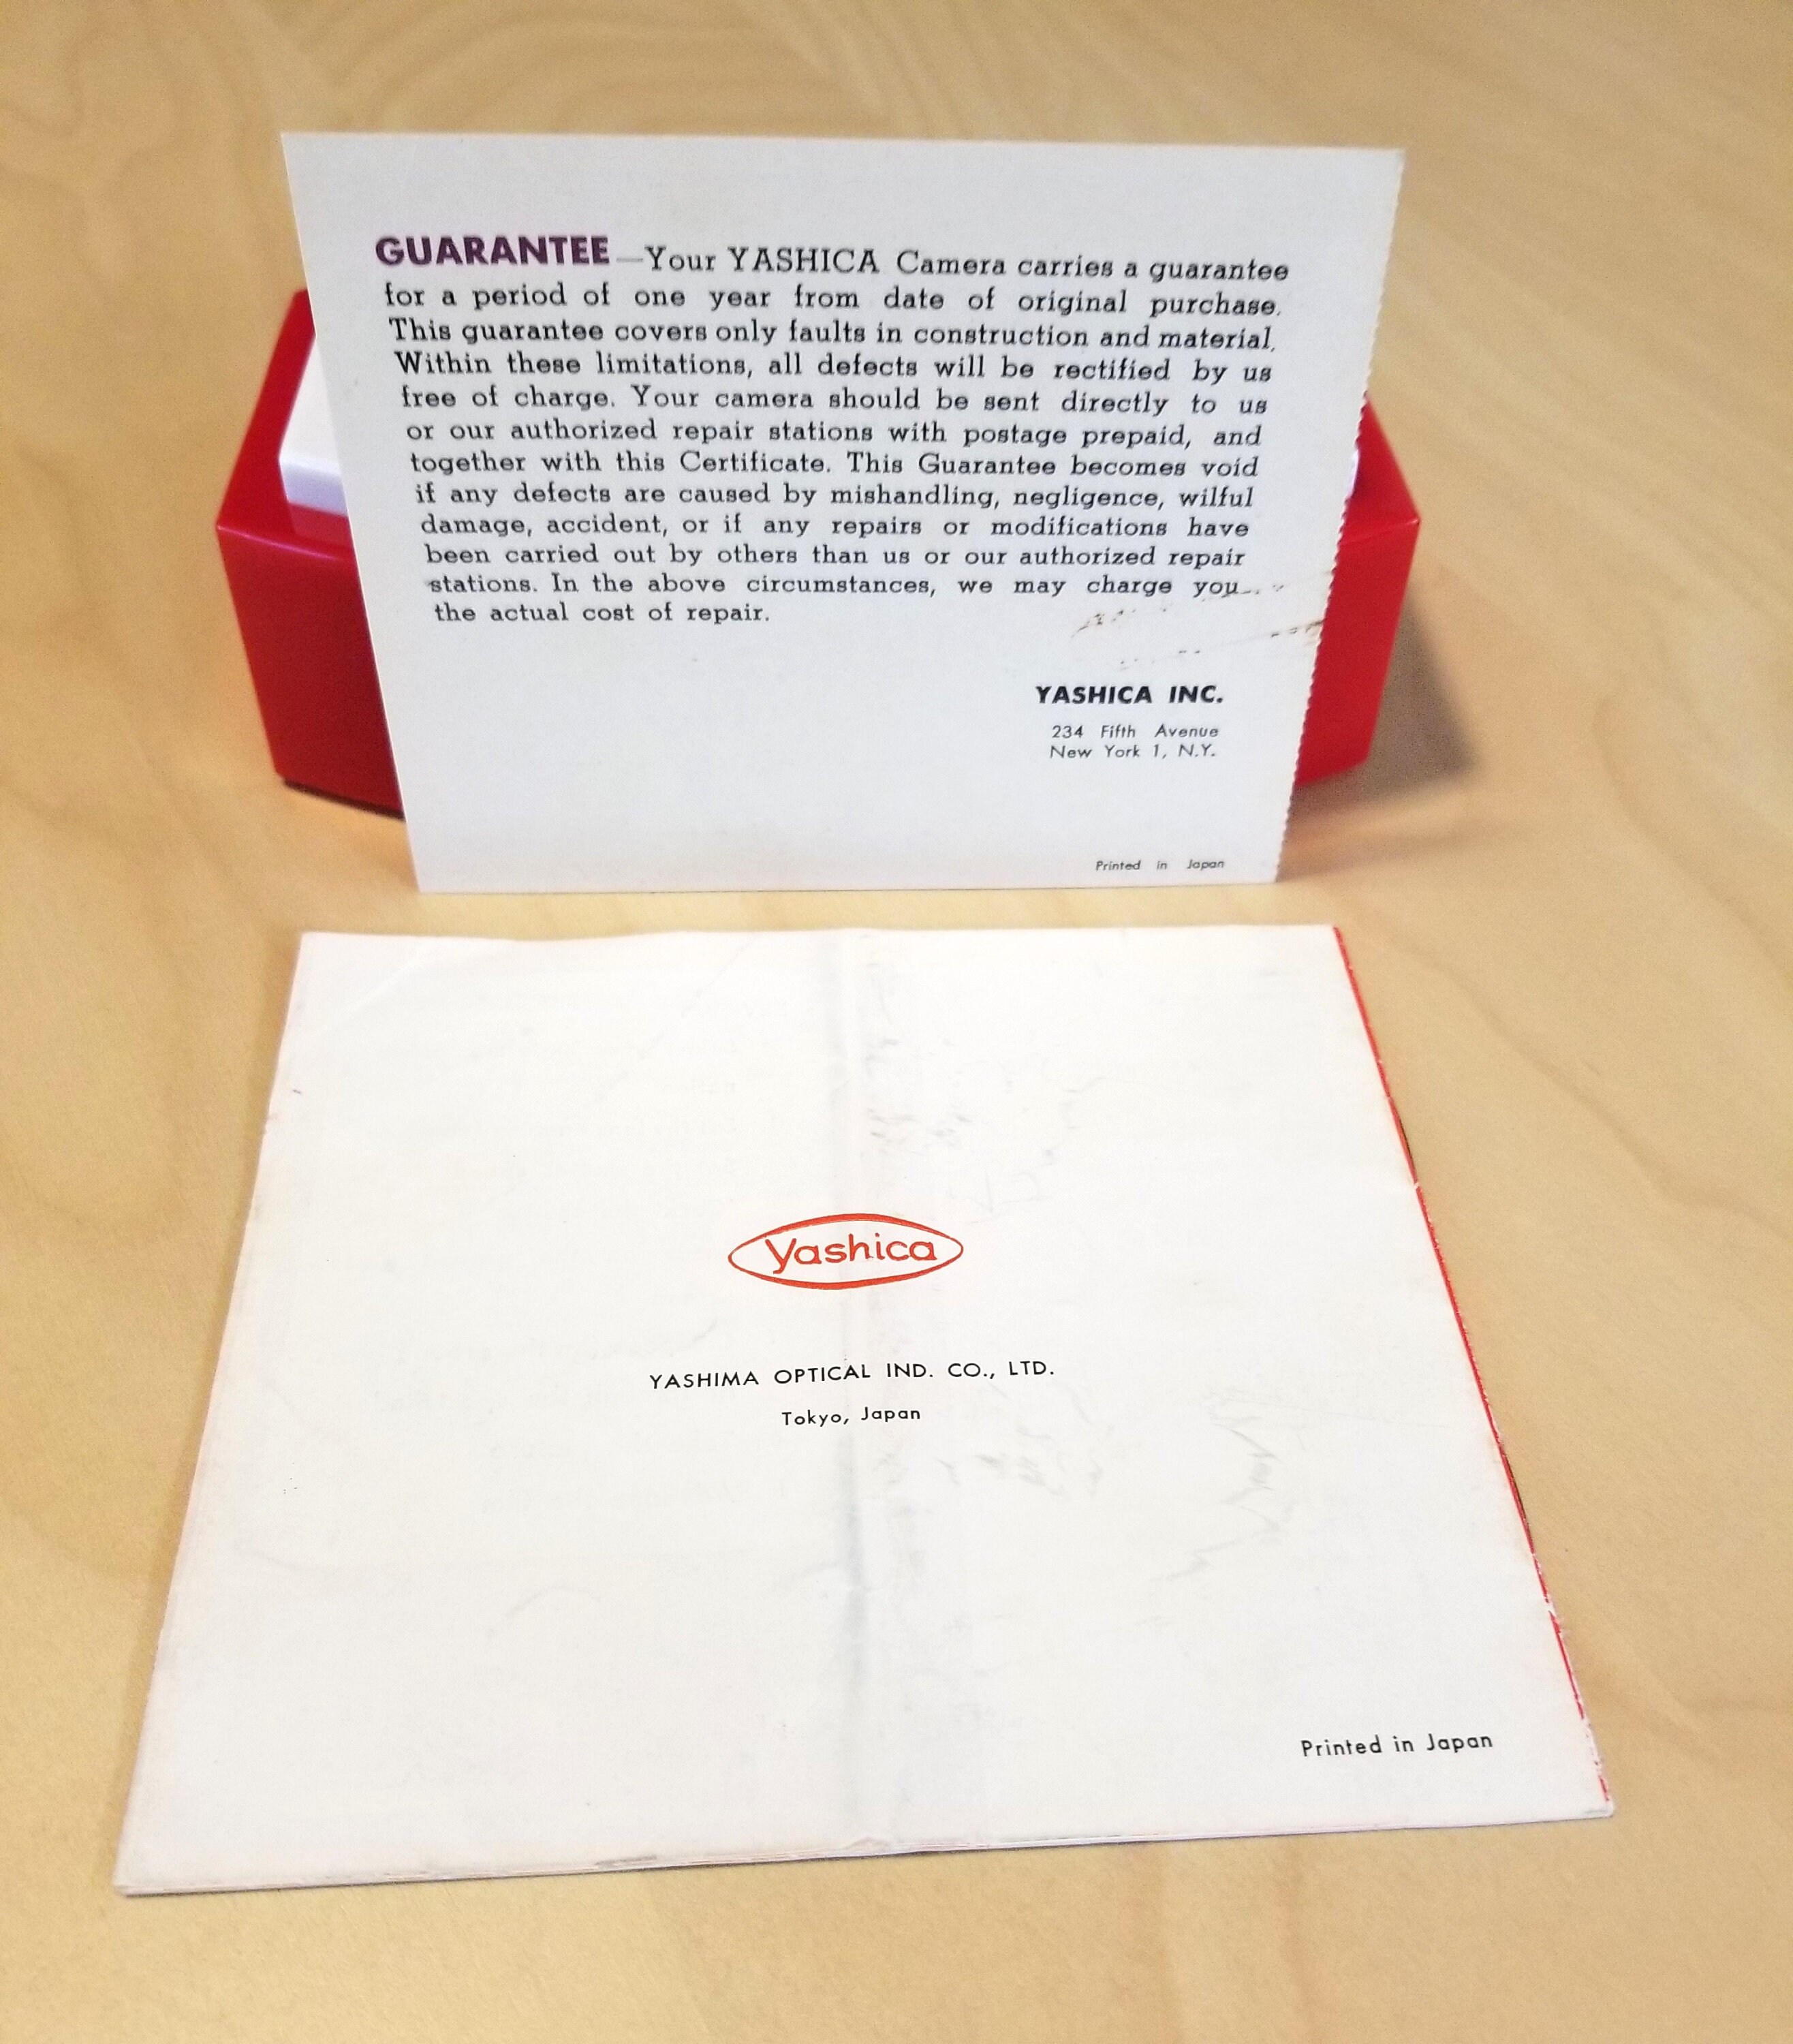 GUARANTEE—Your YASHICA Camera carries a guarantee
for a period of one year from date of original purchase.
This guarantee covers only faults in construction and material.
Within these limitations, all defects will be rectified by us
free of charge. Your camera should be sent directly to us
or our authorized repair stations with postage prepaid, and
together with this Certificate. This Guarantee becomes void
if any defects are caused by mishandling, negligence, wilful
damage, accident, or if any repairs or modifications have
been carried out by others than us or our authorized repair
stations. In the above circumstances, we may charge you
the actual cost of repair.
YASHICA INC.
234 Fifth Avenue
New York 1, N.Y.
Printed in Japan
Yashica
YASHIMA OPTICAL IND. CO., LTD.
Tokyo, Japan
Printed in Japan